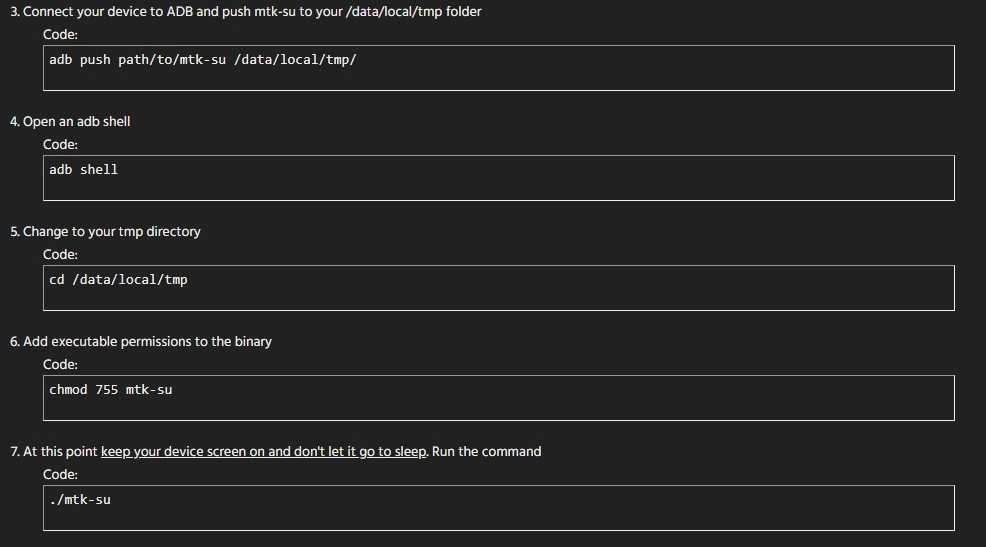 3. Connect your device to ADB and push mtk-su to your /data/local/tmp folder
Code:
adb push path/to/mtk-su /data/local/tmp/
4. Open an adb shell
Code:
adb shell
5. Change to your tmp directory
Code:
cd /data/local/tmp
6. Add executable permissions to the binary
Code:
chmod 755 mtk-su
7. At this point keep your device screen on and don't let it go to sleep. Run the command
Code:
./mtk-su